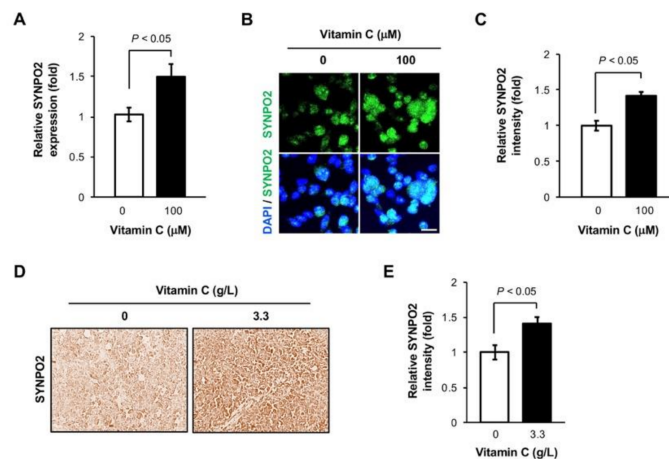 A
P < 0.05
Relative SYNPO2
expression (fold)
2
1.5
1
0.5
0
0
100
Vitamin C (μM)
B
Vitamin C (μM)
0
100
SYNPO2
DAPI / SYNPO2
C
P < 0.05
Relative SYNPO2
intensity (fold)
2
1.5
1
0.5
0
0
100
Vitamin C (μM)
D
Vitamin C (g/L)
0
3.3
SYNPO2
E
P < 0.05
Relative SYNPO2
intensity (fold)
2
1.5
1
0.5
0
0
3.3
Vitamin C (g/L)